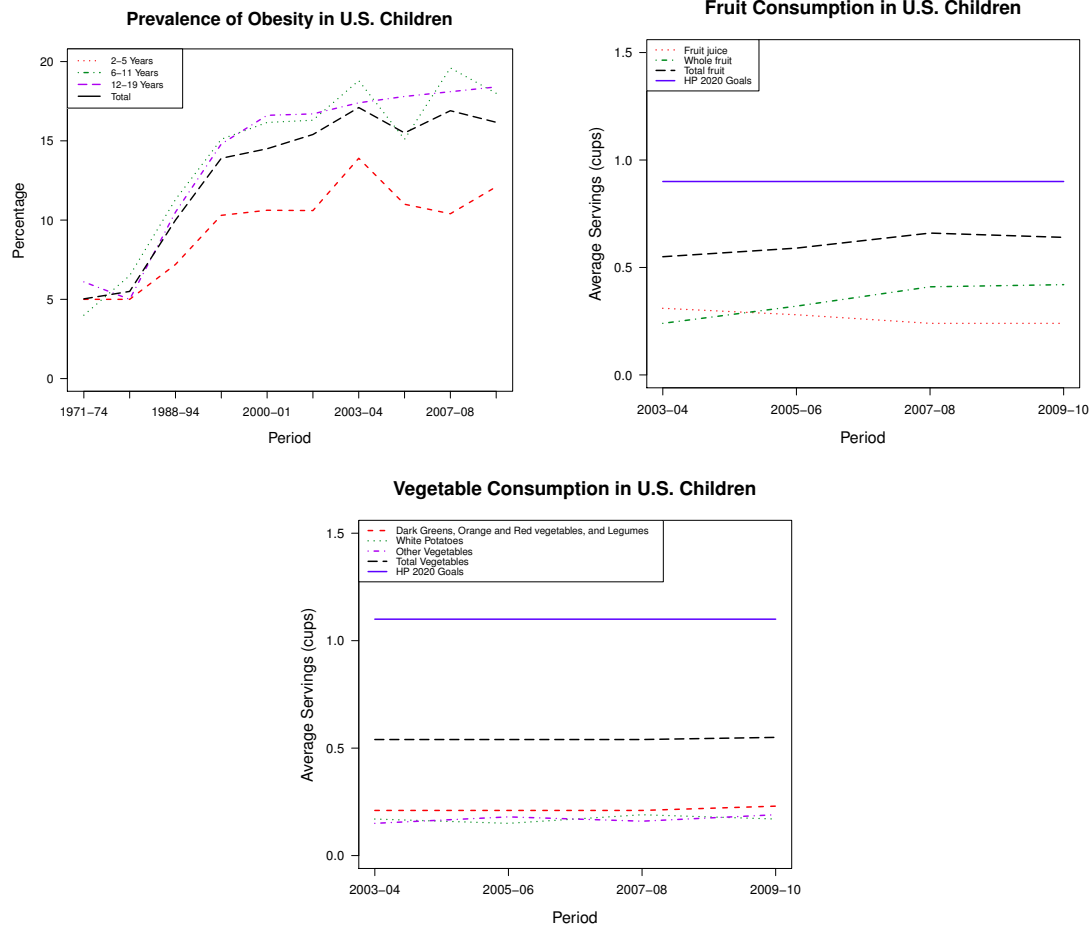 Prevalence of Obesity in U.S. Children
2−5 Years
6−11 Years
12−19 Years
Total
20
15
10
5
0
Percentage
1971−74
1988−94
2000−01
2003−04
2007−08
Period
Fruit Consumption in U.S. Children
Fruit juice
Whole fruit
Total fruit
HP 2020 Goals
1.5
1.0
0.5
0.0
Average Servings (cups)
2003−04
2005−06
2007−08
2009−10
Period
Vegetable Consumption in U.S. Children
Dark Greens, Orange and Red vegetables, and Legumes
White Potatoes
Other Vegetables
Total Vegetables
HP 2020 Goals
1.5
1.0
0.5
0.0
Average Servings (cups)
2003−04
2005−06
2007−08
2009−10
Period